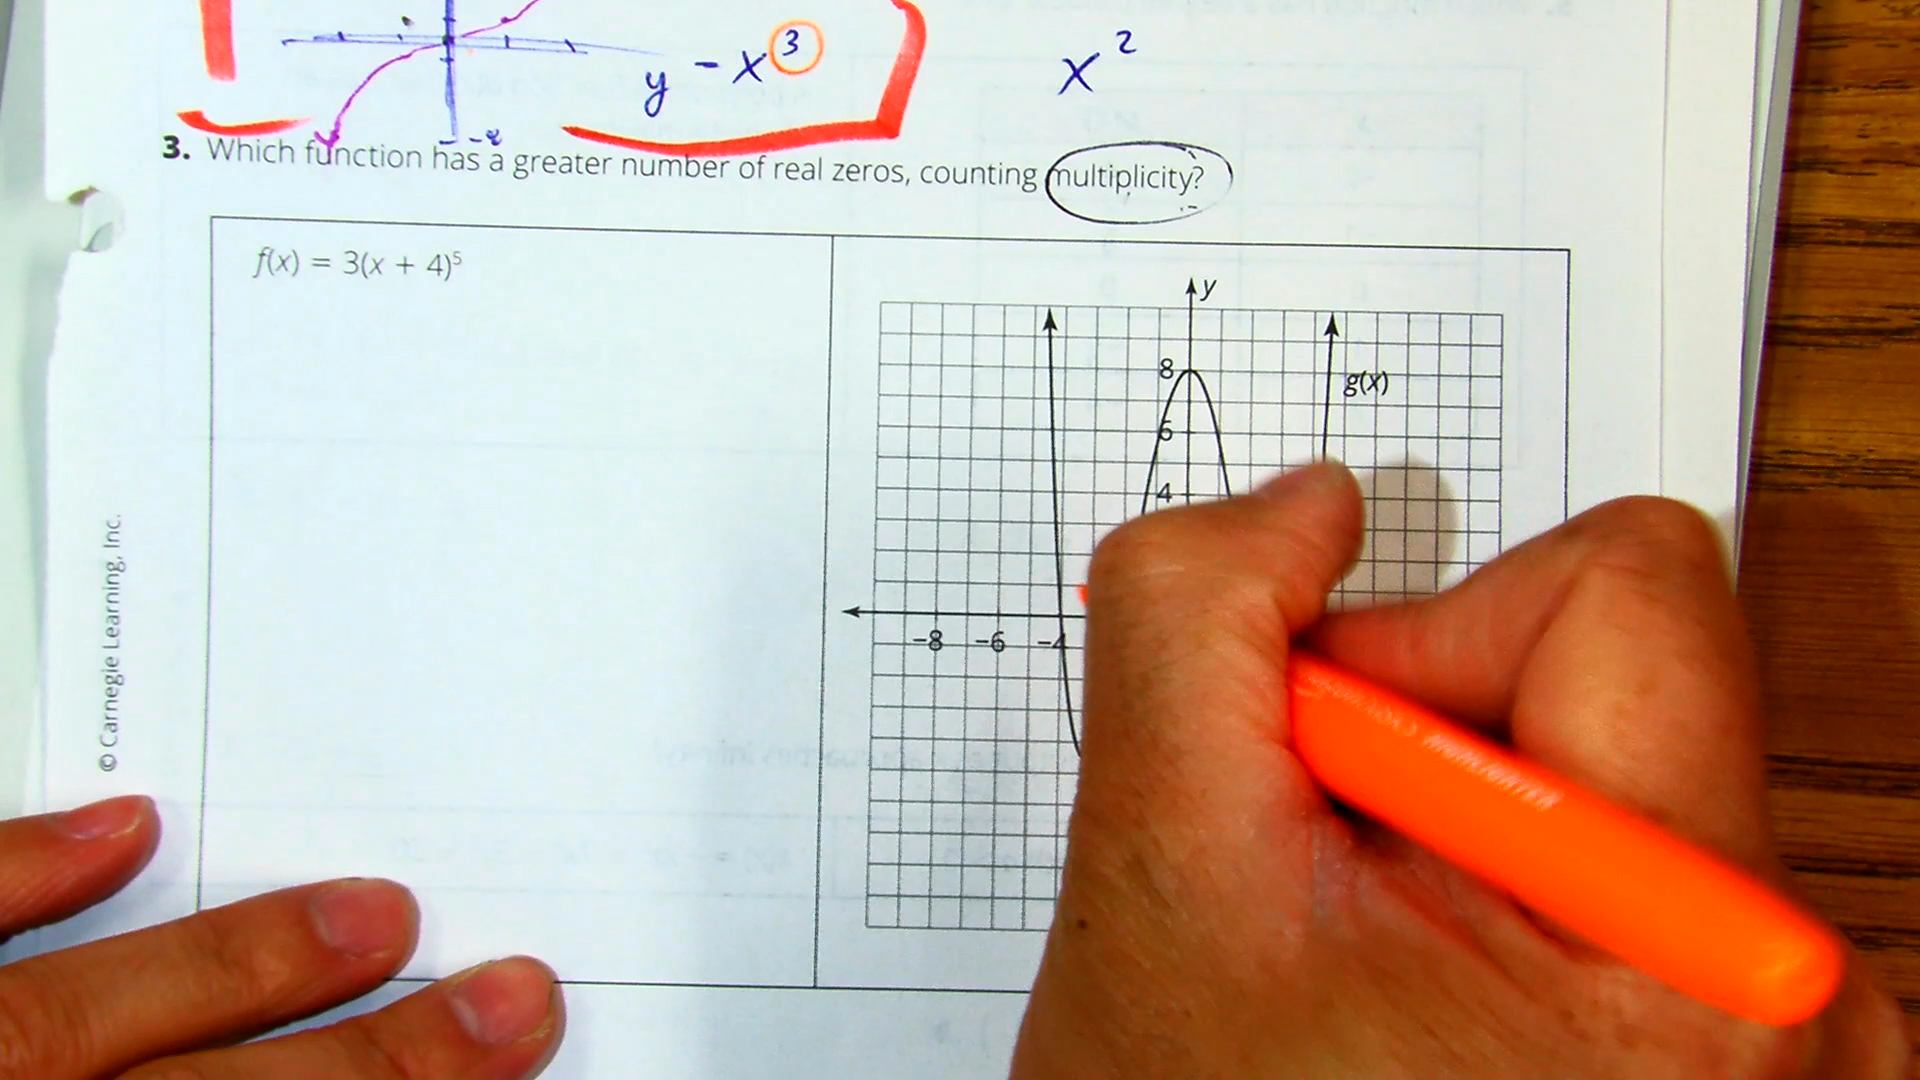 y - x³ x²
-8
3. Which function has a greater number of real zeros, counting multiplicity?
f(x) = 3(x + 4)⁵
y
8
g(x)
6
4
-8 -6 -4
© Carnegie Learning, Inc.